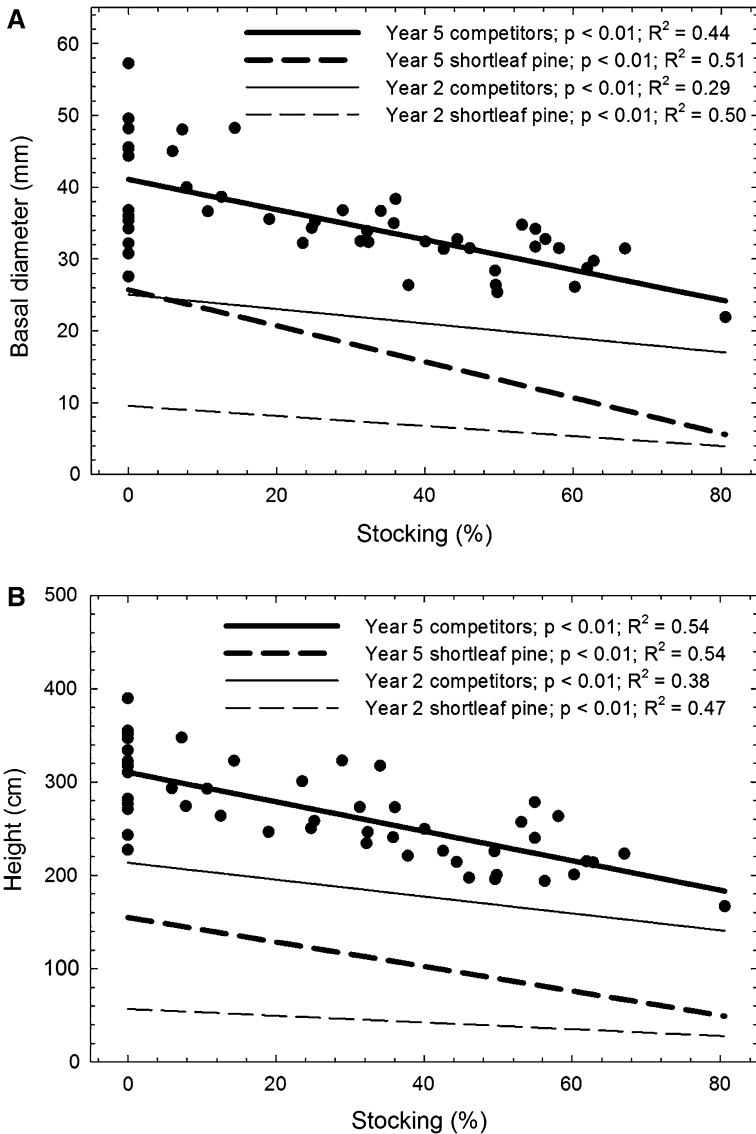 A
Year 5 competitors; p < 0.01; R² = 0.44
Year 5 shortleaf pine; p < 0.01; R² = 0.51
Year 2 competitors; p < 0.01; R² = 0.29
Year 2 shortleaf pine; p < 0.01; R² = 0.50
60
50
40
30
20
10
0
Basal diameter (mm)
0 20 40 60 80
Stocking (%)
B
Year 5 competitors; p < 0.01; R² = 0.54
Year 5 shortleaf pine; p < 0.01; R² = 0.54
Year 2 competitors; p < 0.01; R² = 0.38
Year 2 shortleaf pine; p < 0.01; R² = 0.47
500
400
300
200
100
0
Height (cm)
0 20 40 60 80
Stocking (%)